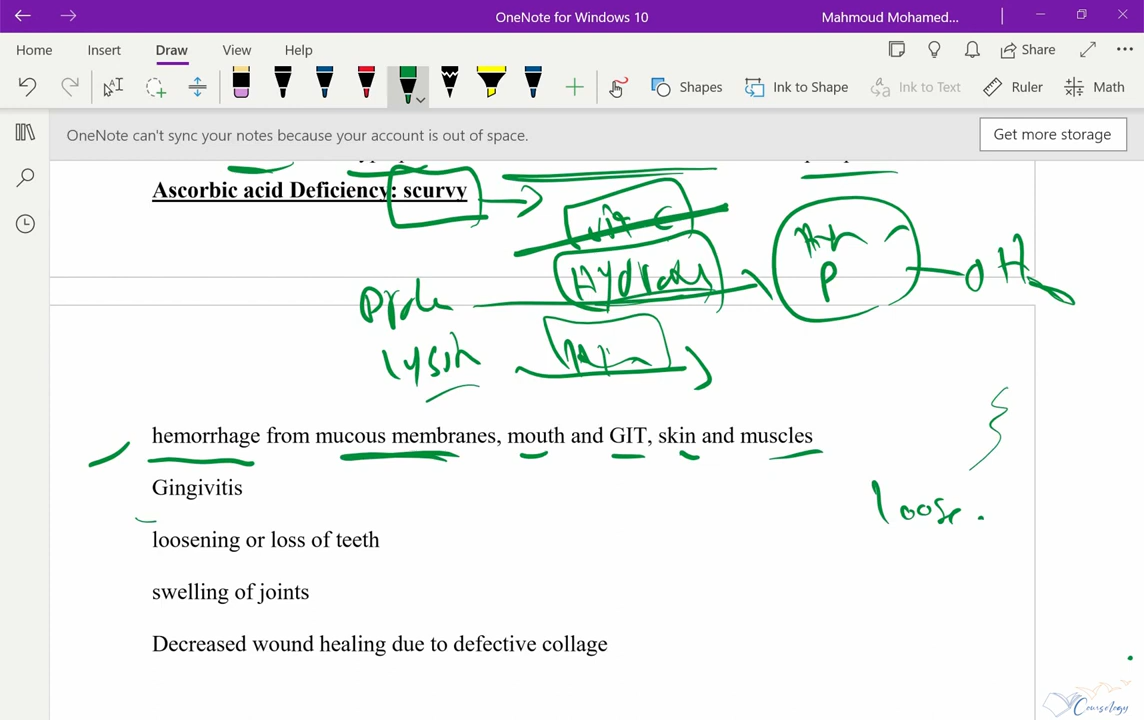 OneNote for Windows 10
Mahmoud Mohamed...
Home Insert Draw View Help Share
Shapes Ink to Shape Ink to Text Ruler Math
OneNote can't sync your notes because your account is out of space. Get more storage
Ascorbic acid Deficiency: scurvy
vit C
Hydroxy
P
OH
hemorrhage from mucous membranes, mouth and GIT, skin and muscles
Gingivitis
loose.
loosening or loss of teeth
swelling of joints
Decreased wound healing due to defective collage
Courselogy